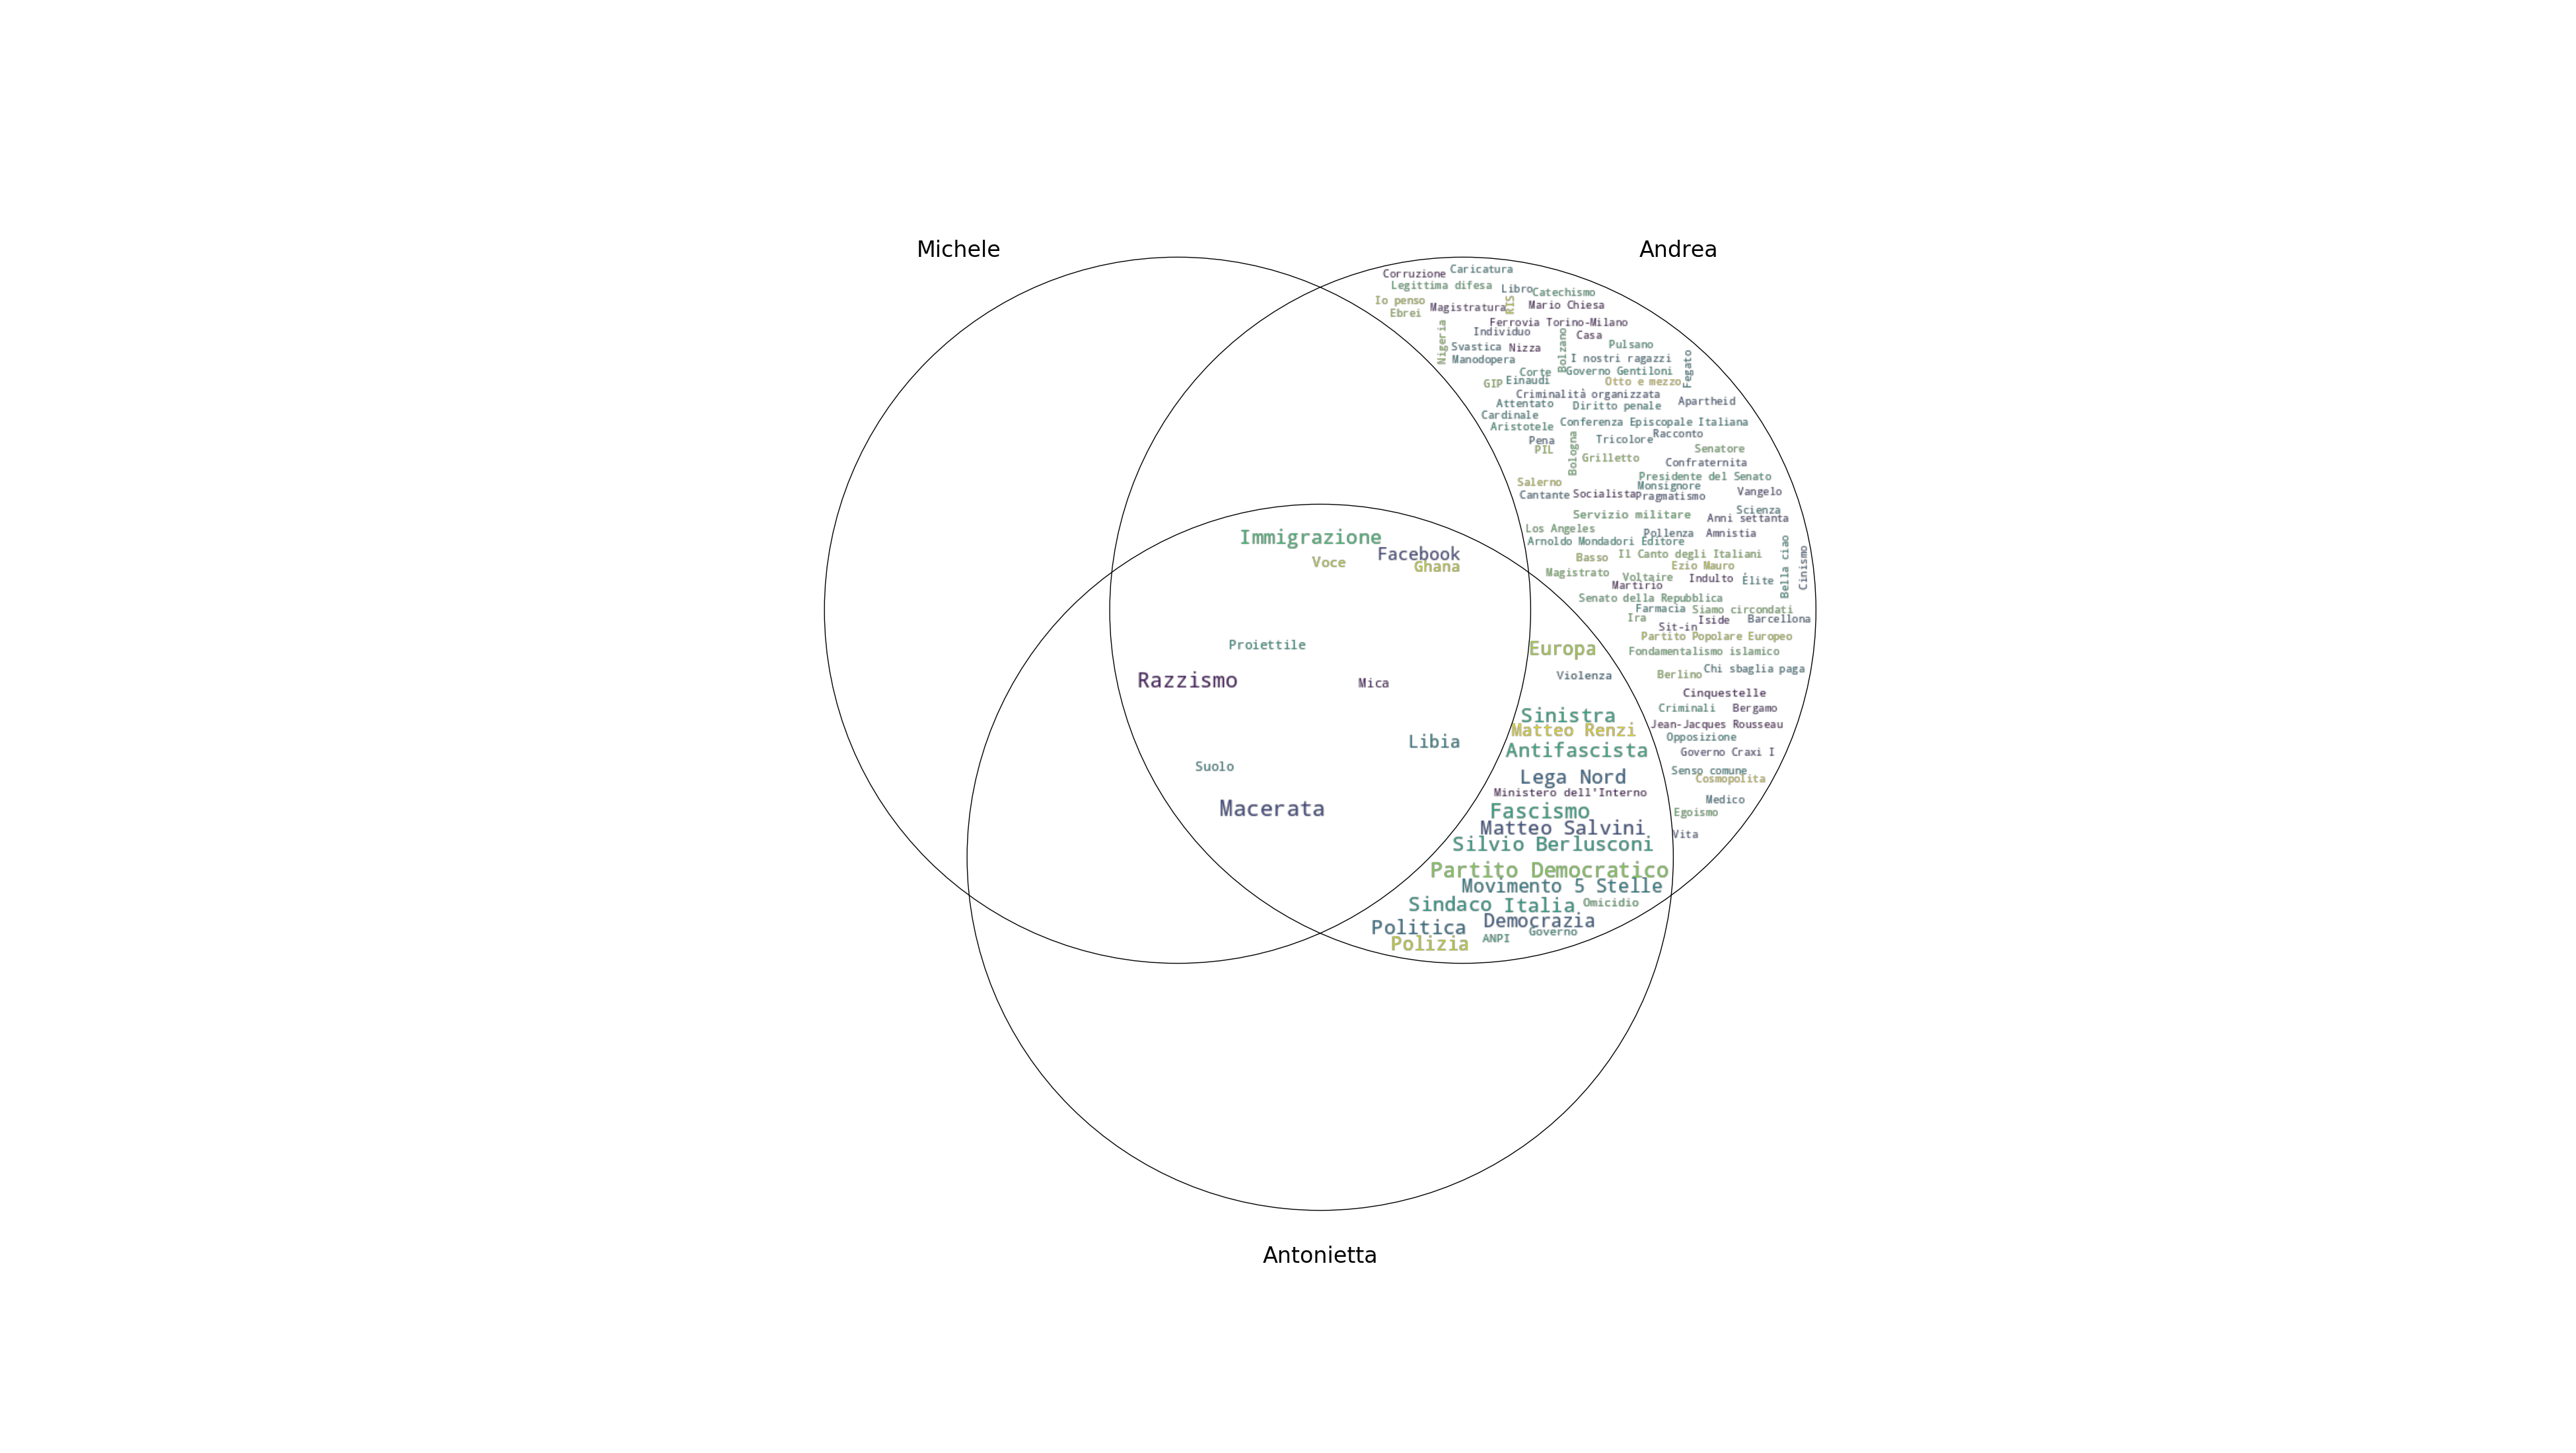 Michele
Andrea
Corruzione
Caricatura
Legittima difesa
Libro
Catechismo
Io penso
Magistratura
RIS
Mario Chiesa
Ebrei
Ferrovia Torino-Milano
Nigeria
Individuo
Casa
Bolzano
Svastica
Nizza
Pulsano
Manodopera
I nostri ragazzi
Fegato
Corte
Governo Gentiloni
GIP
Einaudi
Otto e mezzo
Criminalità organizzata
Attentato
Diritto penale
Apartheid
Cardinale
Aristotele
Conferenza Episcopale Italiana
Pena
Bologna
Tricolore
Racconto
PIL
Grilletto
Senatore
Confraternita
Presidente del Senato
Salerno
Monsignore
Cantante
Socialista
Pragmatismo
Vangelo
Servizio militare
Scienza
Anni settanta
Los Angeles
Pollenza
Amnistia
Arnoldo Mondadori Editore
Bella ciao
Cinismo
Basso
Il Canto degli Italiani
Ezio Mauro
Magistrato
Voltaire
Indulto
Élite
Martirio
Senato della Repubblica
Farmacia
Siamo circondati
Ira
Iside
Barcellona
Sit-in
Partito Popolare Europeo
Fondamentalismo islamico
Berlino
Chi sbaglia paga
Cinquestelle
Criminali
Bergamo
Jean-Jacques Rousseau
Opposizione
Governo Craxi I
Senso comune
Cosmopolita
Medico
Egoismo
Vita
Immigrazione
Facebook
Voce
Ghana
Proiettile
Razzismo
Mica
Libia
Suolo
Macerata
Europa
Violenza
Sinistra
Matteo Renzi
Antifascista
Lega Nord
Ministero dell'Interno
Fascismo
Matteo Salvini
Silvio Berlusconi
Partito Democratico
Movimento 5 Stelle
Sindaco
Italia
Omicidio
Politica
Democrazia
Governo
Polizia
ANPI
Antonietta